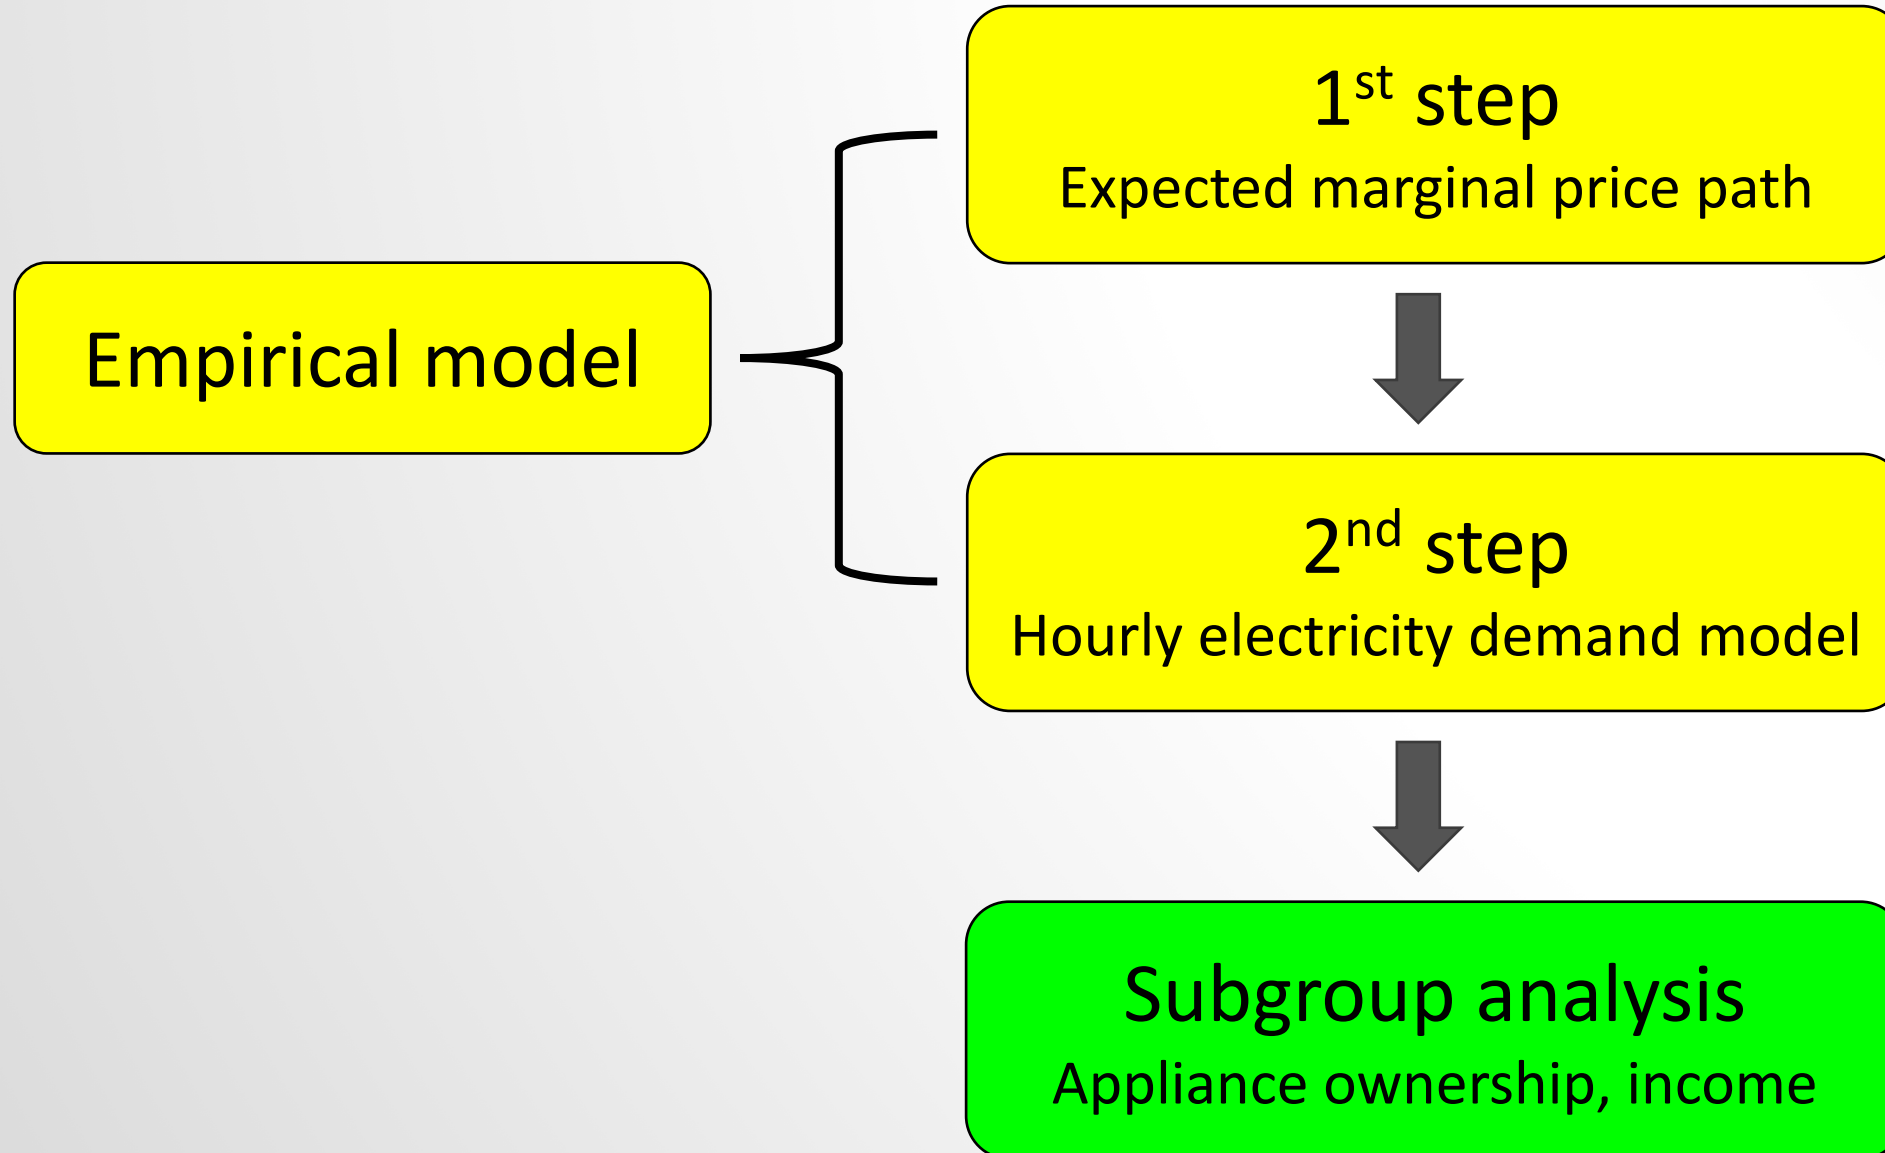 Empirical model
1st step
Expected marginal price path
2nd step
Hourly electricity demand model
Subgroup analysis
Appliance ownership, income